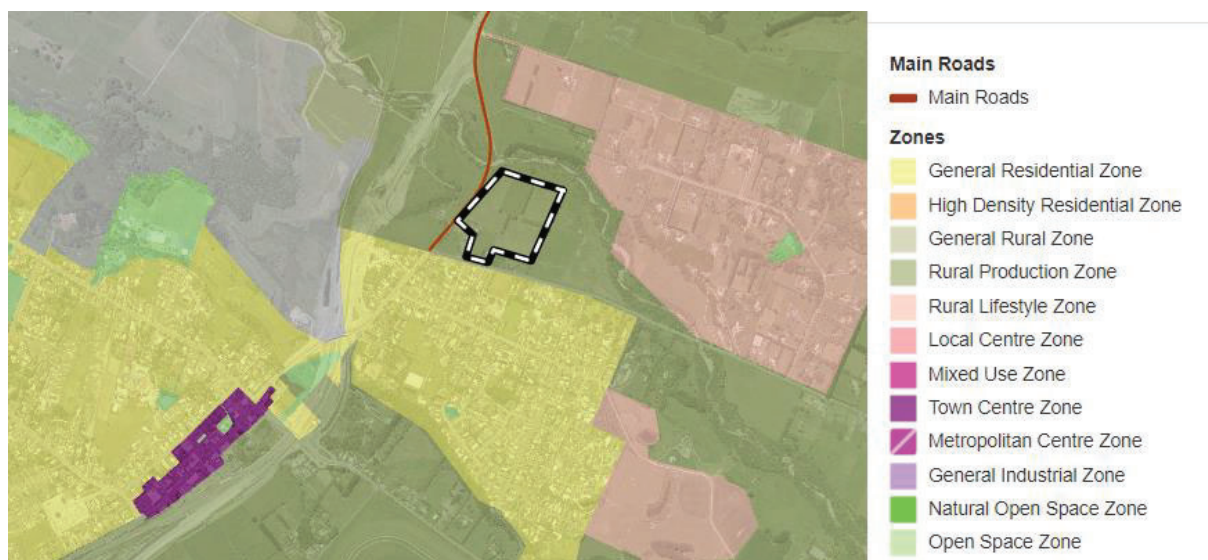 Main Roads
Main Roads
Zones
General Residential Zone
High Density Residential Zone
General Rural Zone
Rural Production Zone
Rural Lifestyle Zone
Local Centre Zone
Mixed Use Zone
Town Centre Zone
Metropolitan Centre Zone
General Industrial Zone
Natural Open Space Zone
Open Space Zone